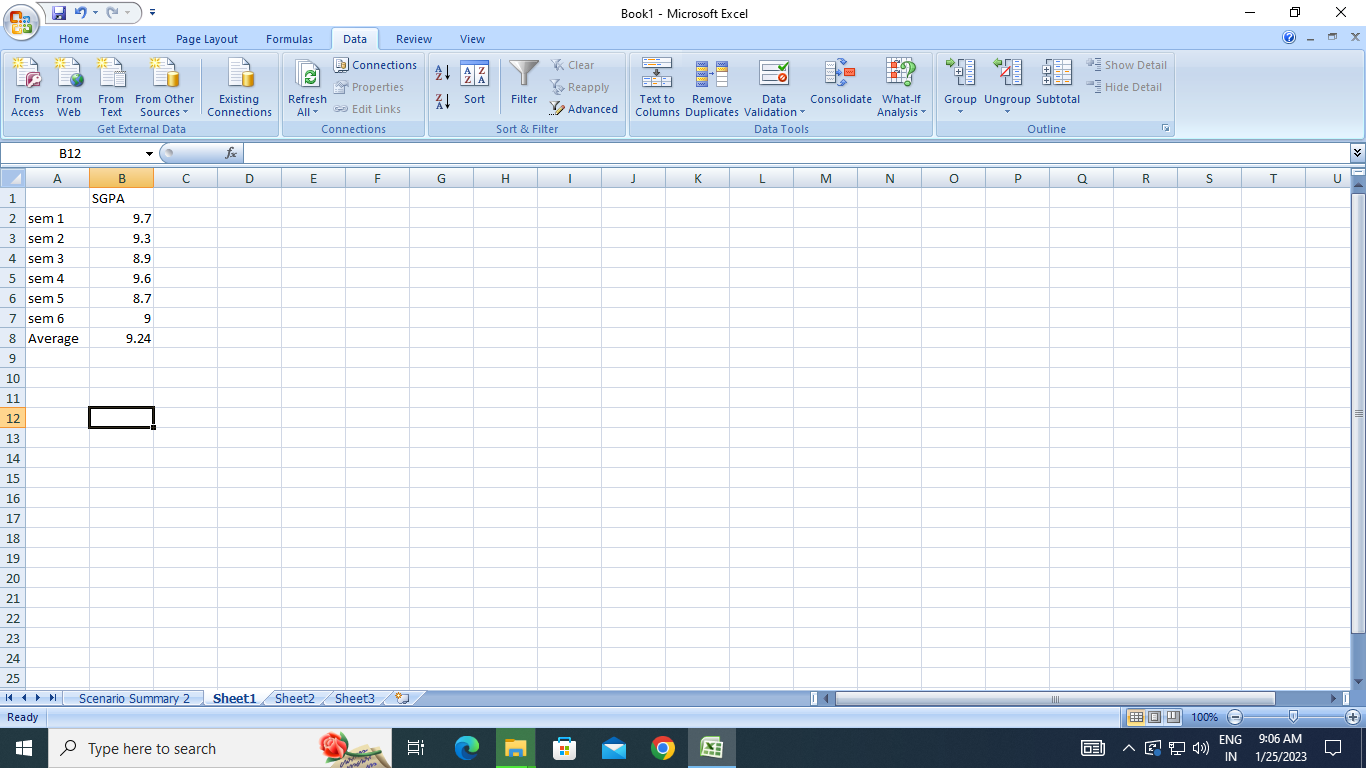 Book1 - Microsoft Excel
Home Insert Page Layout Formulas Data Review View
From Access
From Web
From Text
From Other Sources
Existing Connections
Get External Data
Refresh All
Connections
Properties
Edit Links
Connections
Sort
Filter
Clear
Reapply
Advanced
Sort & Filter
Text to Columns
Remove Duplicates
Data Validation
Consolidate
What-If Analysis
Data Tools
Group
Ungroup
Subtotal
Show Detail
Hide Detail
Outline
B12 fx
A B C D E F G H I J K L M N O P Q R S T U
1 SGPA
2 sem 1 9.7
3 sem 2 9.3
4 sem 3 8.9
5 sem 4 9.6
6 sem 5 8.7
7 sem 6 9
8 Average 9.24
9
10
11
12
13
14
15
16
17
18
19
20
21
22
23
24
25
Scenario Summary 2 Sheet1 Sheet2 Sheet3
Ready 100%
Type here to search
ENG
IN
9:06 AM
1/25/2023